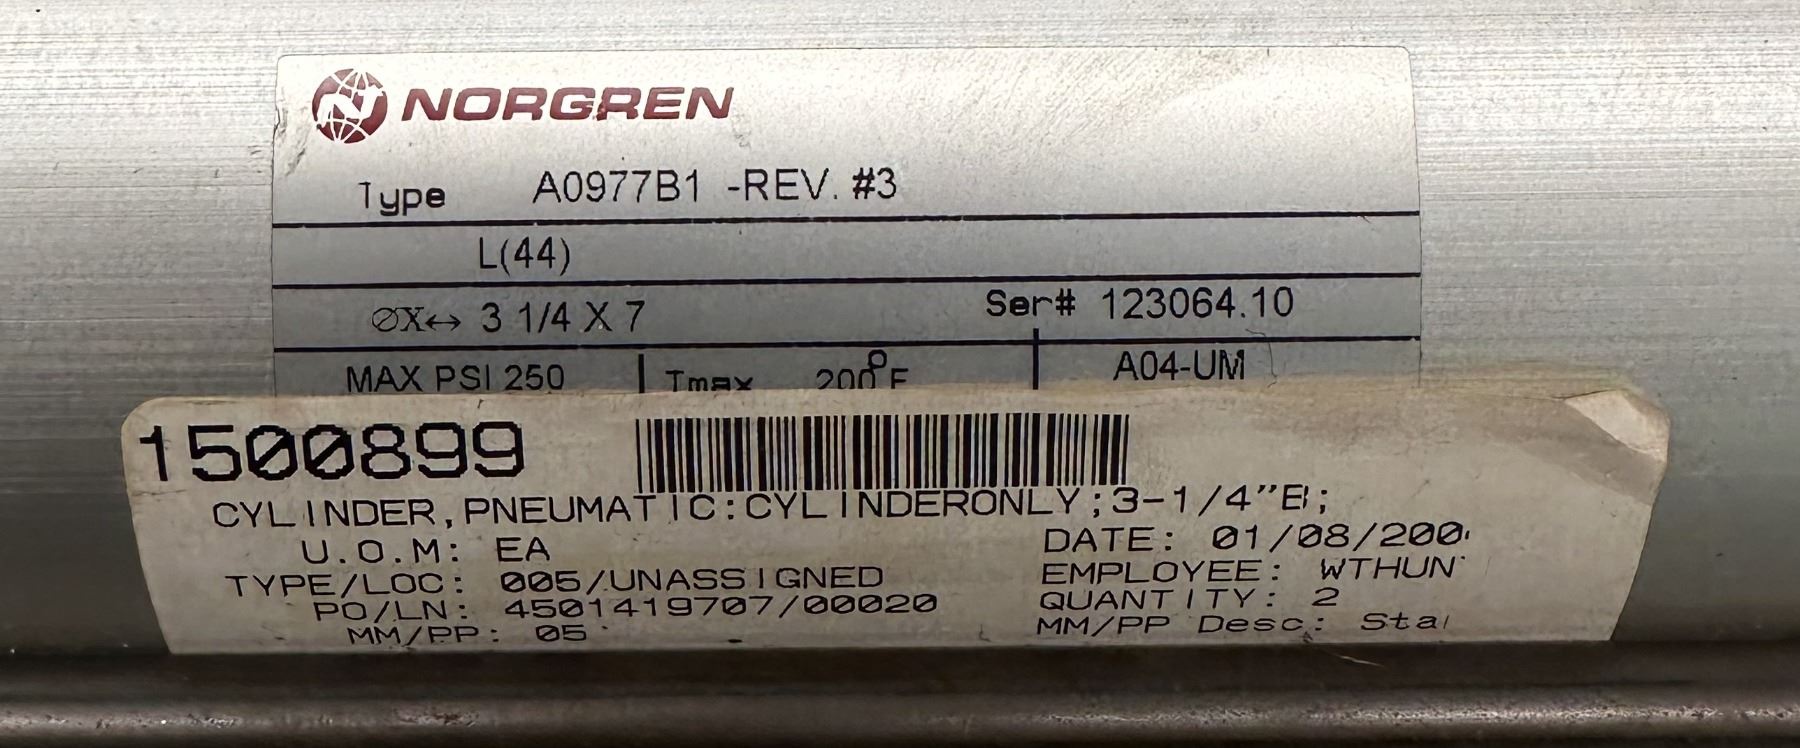 NORGREN
Type A0977B1 -REV. #3
L(44)
∅X↔ 3 1/4 X 7 Ser# 123064.10
MAX PSI 250 Tmax 200°F A04-UM
1500899
CYLINDER,PNEUMATIC:CYLINDERONLY;3-1/4"B;
U.O.M: EA DATE: 01/08/200
TYPE/LOC: 005/UNASSIGNED EMPLOYEE: WTHUN
PO/LN: 4501419707/00020 QUANTITY: 2
MM/PP: 05 MM/PP Desc: Sta